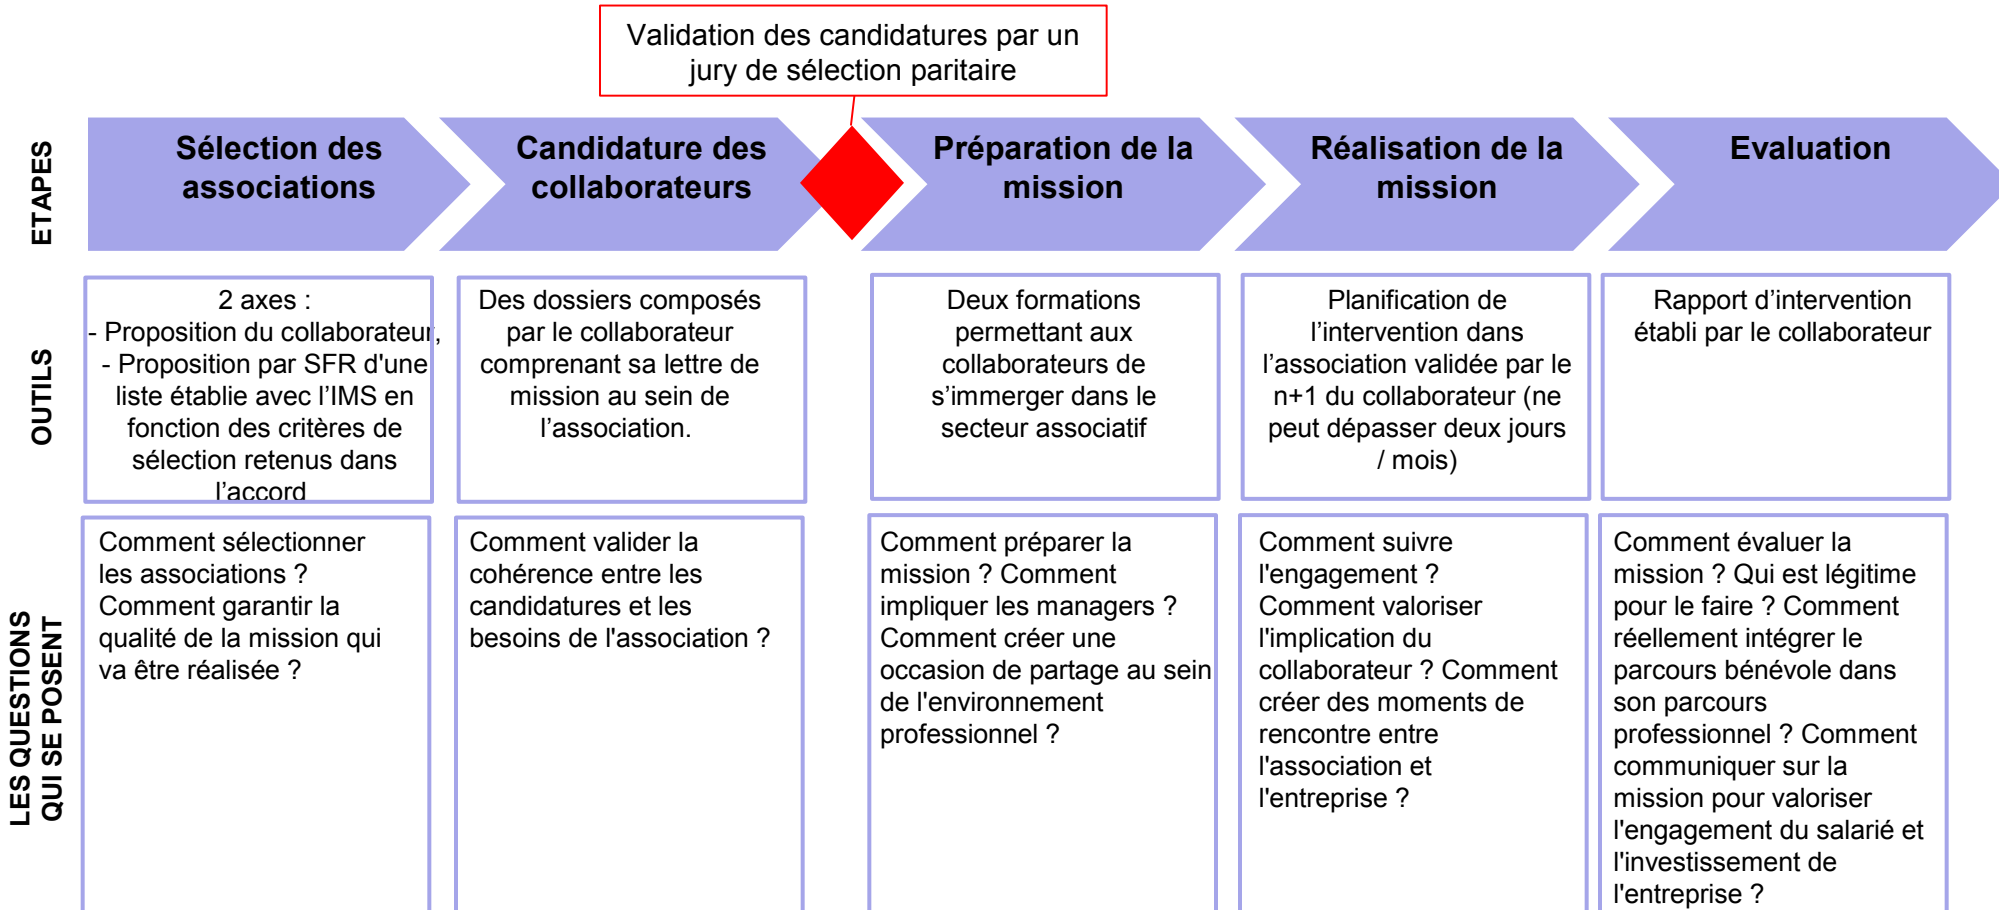 Validation des candidatures par un
jury de sélection paritaire
ETAPES
Sélection des
associations
Candidature des
collaborateurs
Préparation de la
mission
Réalisation de la
mission
Evaluation
OUTILS
2 axes :
- Proposition du collaborateur,
- Proposition par SFR d'une
liste établie avec l’IMS en
fonction des critères de
sélection retenus dans
l’accord
Des dossiers composés
par le collaborateur
comprenant sa lettre de
mission au sein de
l’association.
Deux formations
permettant aux
collaborateurs de
s’immerger dans le
secteur associatif
Planification de
l’intervention dans
l’association validée par le
n+1 du collaborateur (ne
peut dépasser deux jours
/ mois)
Rapport d’intervention
établi par le collaborateur
LES QUESTIONS
QUI SE POSENT
Comment sélectionner
les associations ?
Comment garantir la
qualité de la mission qui
va être réalisée ?
Comment valider la
cohérence entre les
candidatures et les
besoins de l'association ?
Comment préparer la
mission ? Comment
impliquer les managers ?
Comment créer une
occasion de partage au sein
de l'environnement
professionnel ?
Comment suivre
l'engagement ?
Comment valoriser
l'implication du
collaborateur ? Comment
créer des moments de
rencontre entre
l'association et
l'entreprise ?
Comment évaluer la
mission ? Qui est légitime
pour le faire ? Comment
réellement intégrer le
parcours bénévole dans
son parcours
professionnel ? Comment
communiquer sur la
mission pour valoriser
l'engagement du salarié et
l'investissement de
l'entreprise ?